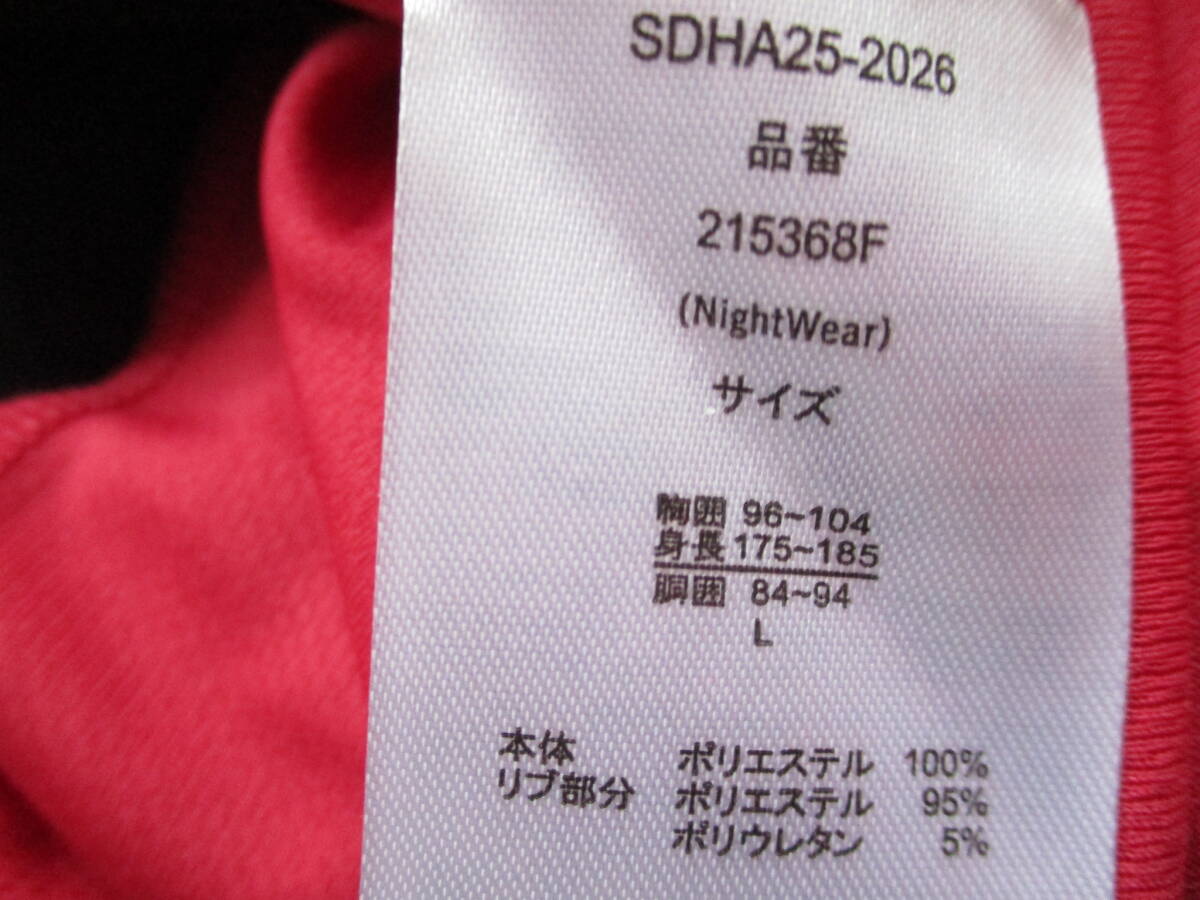 SDHA25-2026
品番
215368F
(NightWear)
サイズ
胸囲 96~104
身長 175~185
胴囲 84~94
L
本体 ポリエステル 100%
リブ部分 ポリエステル 95%
ポリウレタン 5%